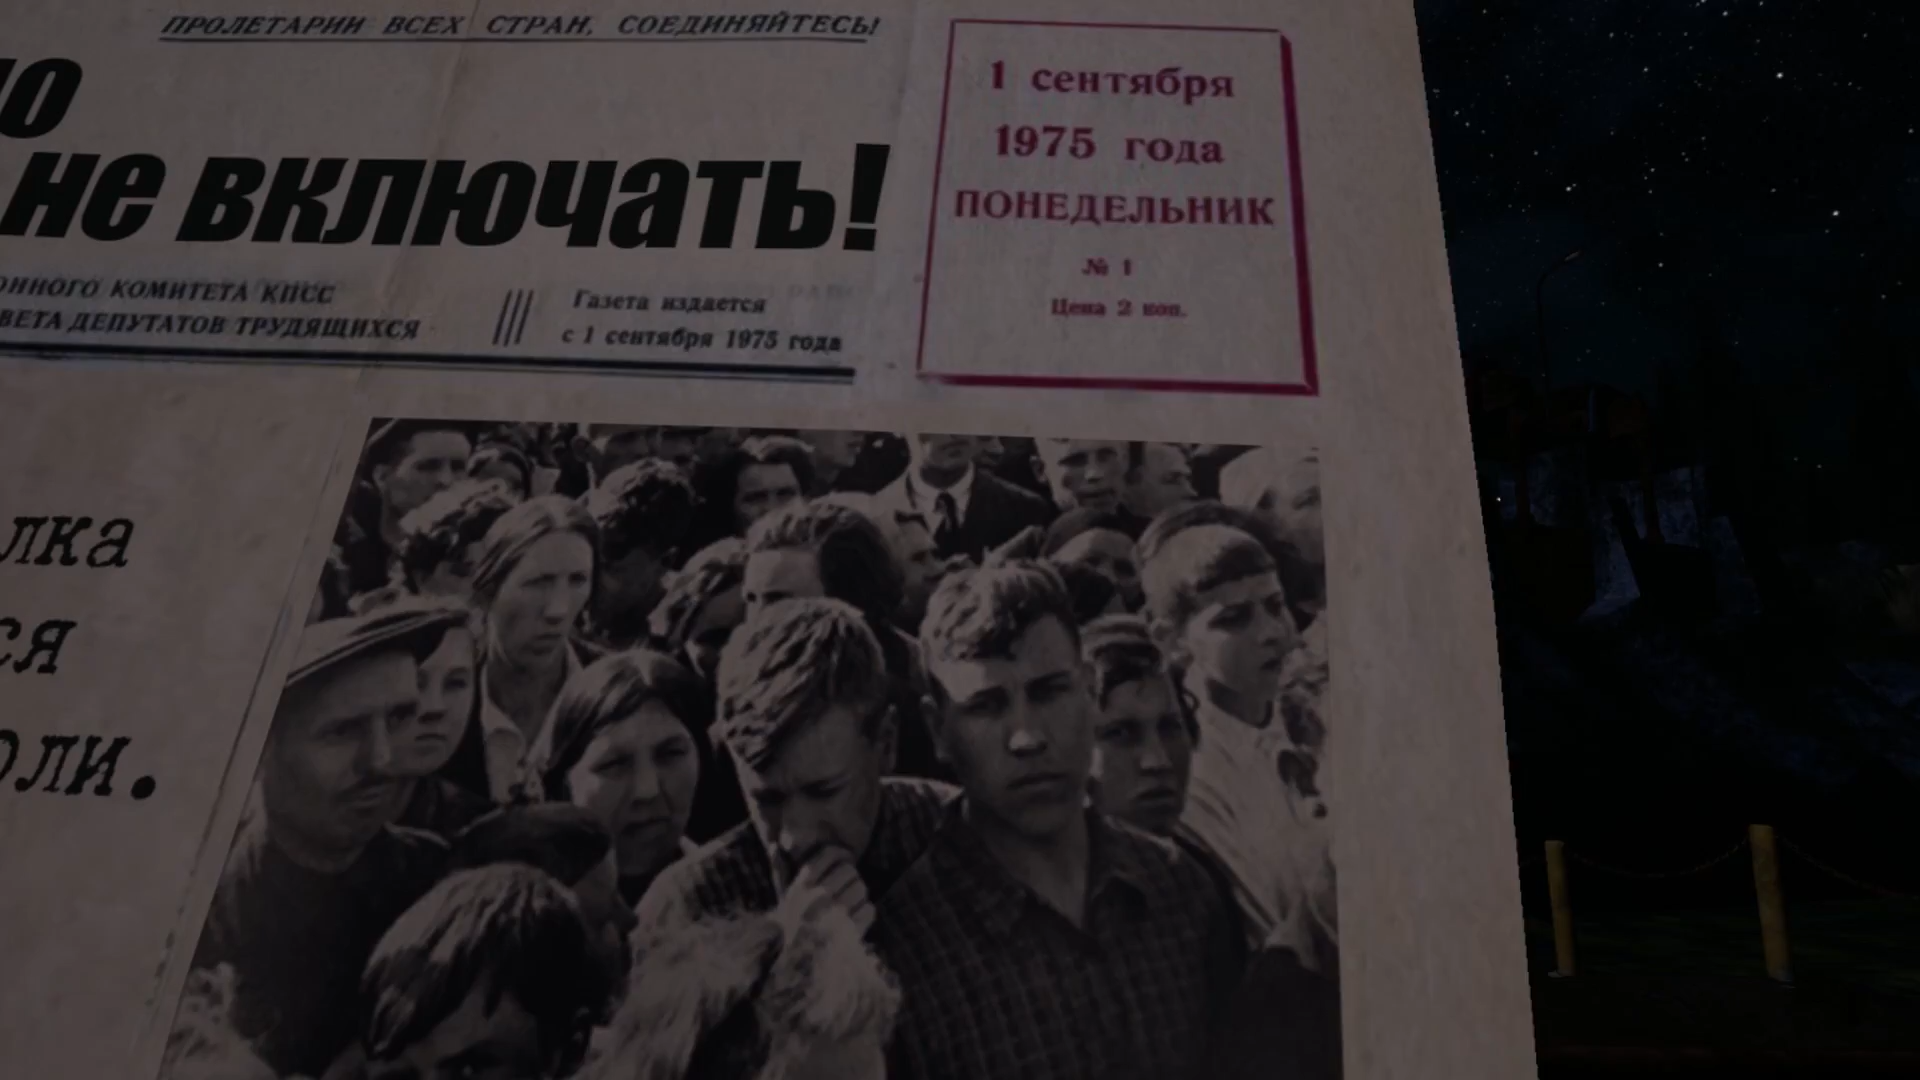 ПРОЛЕТАРИИ ВСЕХ СТРАН, СОЕДИНЯЙТЕСЬ!
ю
не включать!
ОННОГО КОМИТЕТА КПСС
ВЕТА ДЕПУТАТОВ ТРУДЯЩИХСЯ
Газета издается
с 1 сентября 1975 года
1 сентября
1975 года
ПОНЕДЕЛЬНИК
№ 1
Цена 2 коп.
лка
ся
оли.